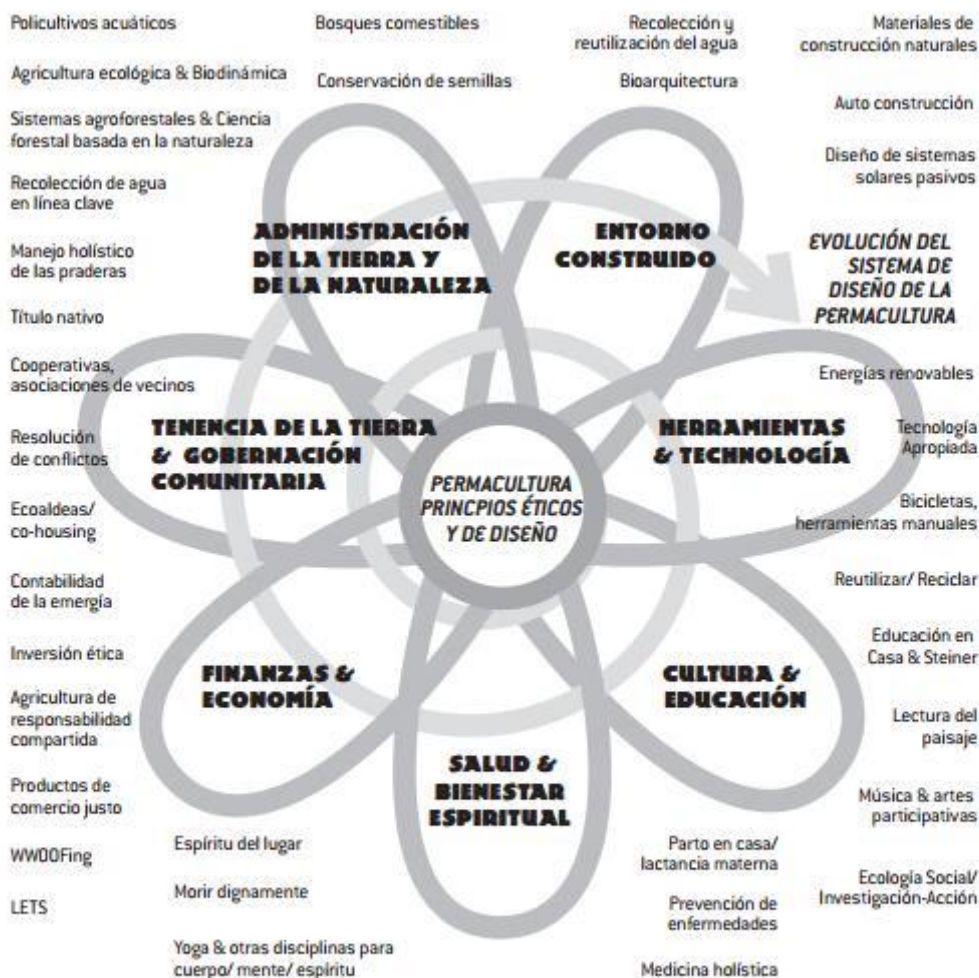 Policultivos acuáticos
Agricultura ecológica & Biodinámica
Sistemas agroforestales & Ciencia
forestal basada en la naturaleza
Recolección de agua
en línea clave
Manejo holístico
de las praderas
Título nativo
Cooperativas,
asociaciones de vecinos
Resolución
de conflictos
Ecoaldeas/
co-housing
Contabilidad
de la emergía
Inversión ética
Agricultura de
responsabilidad
compartida
Productos de
comercio justo
WWOOFing
LETS
Bosques comestibles
Conservación de semillas
Recolección y
reutilización del agua
Bioarquitectura
Materiales de
construcción naturales
Auto construcción
Diseño de sistemas
solares pasivos
EVOLUCIÓN DEL
SISTEMA DE
DISEÑO DE LA
PERMACULTURA
Energías renovables
Tecnología
Apropiada
Bicicletas,
herramientas manuales
Reutilizar/ Reciclar
Educación en
Casa & Steiner
Lectura del
paisaje
Música & artes
participativas
Ecología Social/
Investigación-Acción
ADMINISTRACIÓN
DE LA TIERRA Y
DE LA NATURALEZA
ENTORNO
CONSTRUIDO
TENENCIA DE LA TIERRA
& GOBERNACIÓN
COMUNITARIA
PERMACULTURA
PRINCPIOS ÉTICOS
Y DE DISEÑO
HERRAMIENTAS
& TECHNOLOGÍA
FINANZAS &
ECONOMÍA
CULTURA &
EDUCACIÓN
SALUD &
BIENESTAR
ESPIRITUAL
Espíritu del lugar
Morir dignamente
Yoga & otras disciplinas para
cuerpo/ mente/ espíritu
Parto en casa/
lactancia materna
Prevención de
enfermedades
Medicina holística